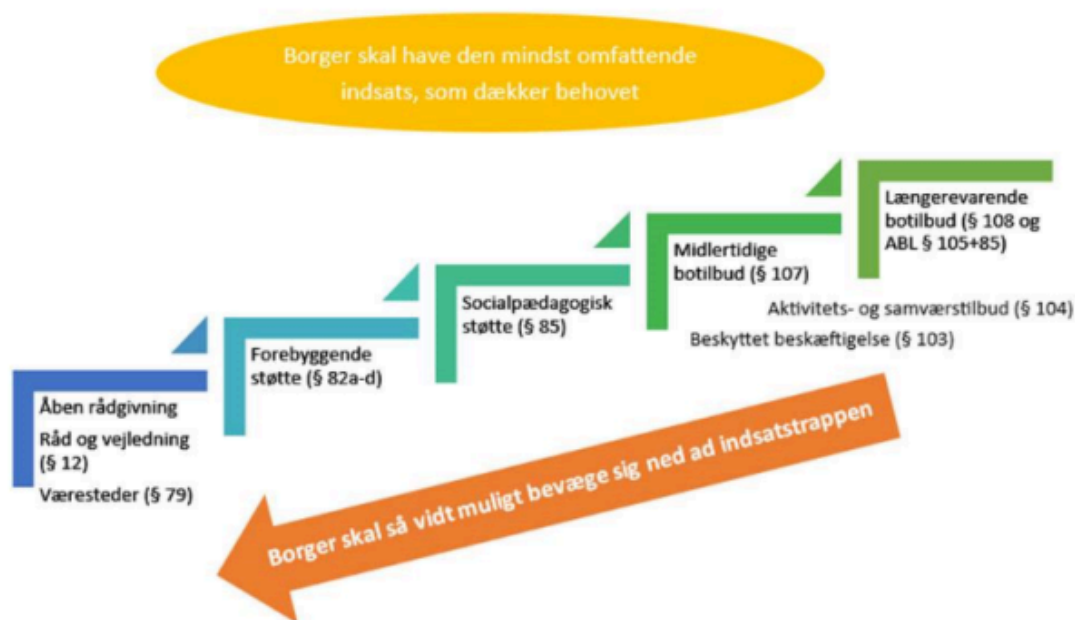 Borger skal have den mindst omfattende
indsats, som dækker behovet
Åben rådgivning
Råd og vejledning
(§ 12)
Væresteder (§ 79)
Forebyggende
støtte (§ 82a-d)
Socialpædagogisk
støtte (§ 85)
Midlertidige
botilbud (§ 107)
Længerevarende
botilbud (§ 108 og
ABL § 105+85)
Aktivitets- og samværstilbud (§ 104)
Beskyttet beskæftigelse (§ 103)
Borger skal så vidt muligt bevæge sig ned ad indsatstrappen